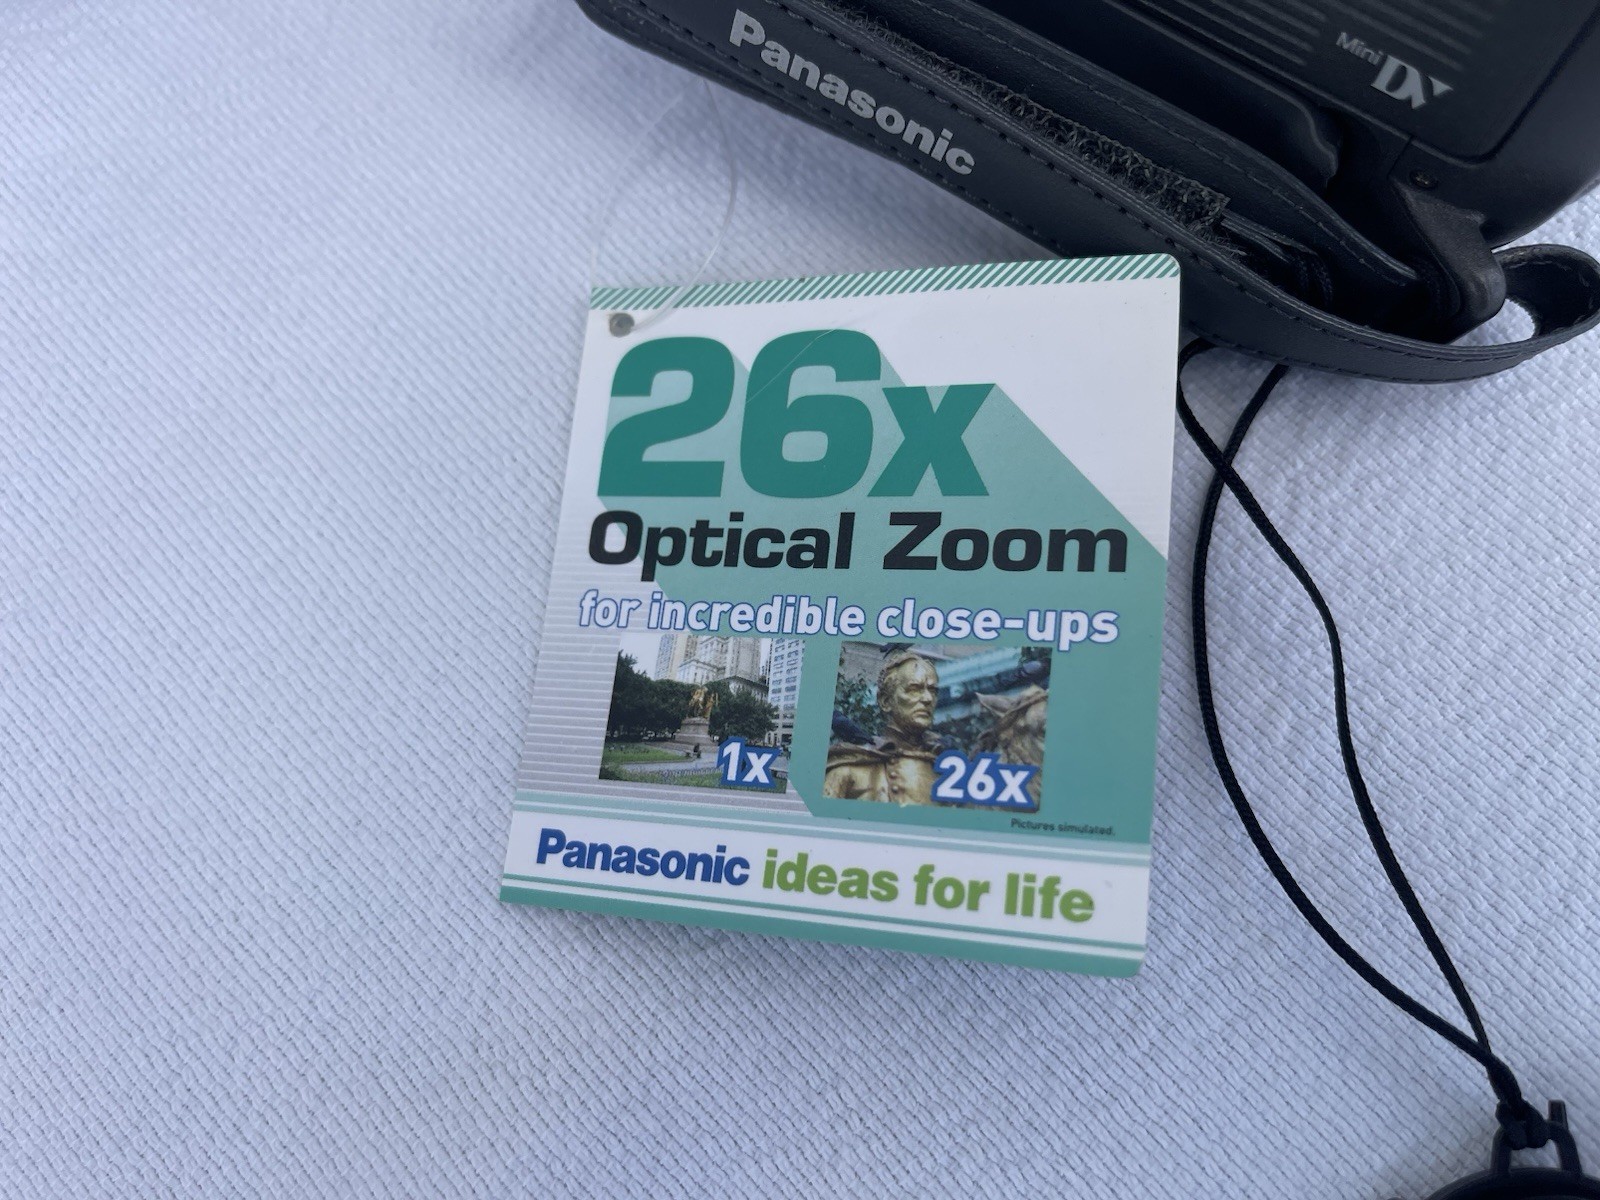 Panasonic
Mini DV
26x
Optical Zoom
for incredible close-ups
1x
26x
Pictures simulated.
Panasonic ideas for life